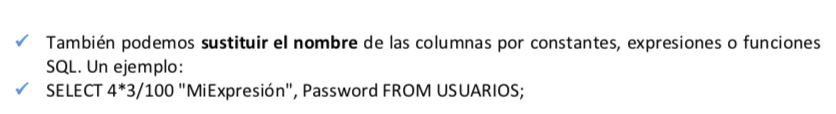 ✓ También podemos sustituir el nombre de las columnas por constantes, expresiones o funciones
SQL. Un ejemplo:
✓ SELECT 4*3/100 "MiExpresión", Password FROM USUARIOS;